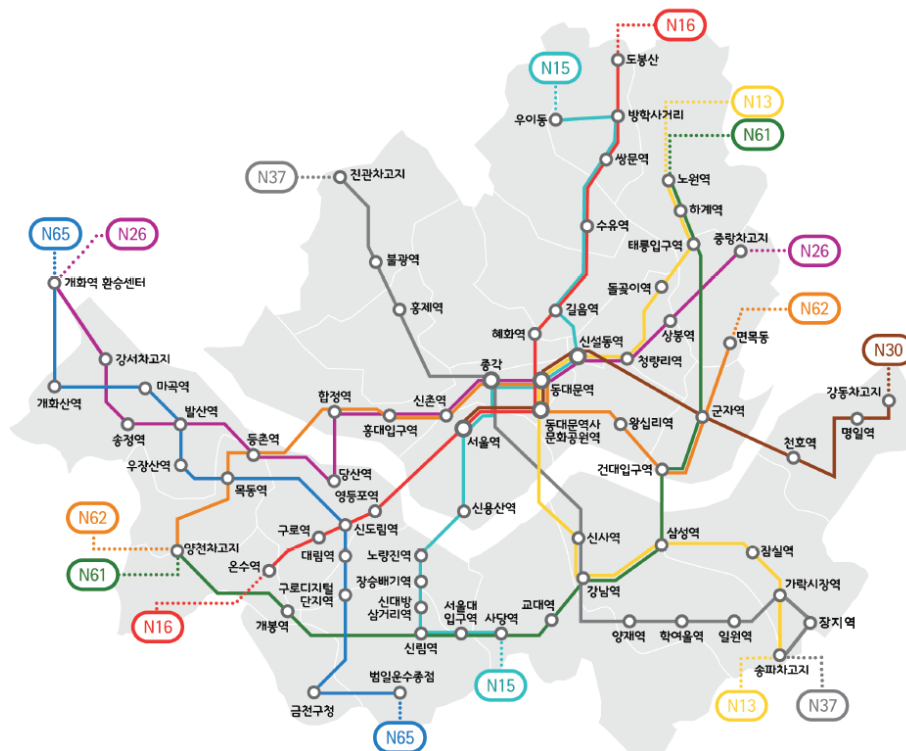 N16
도봉산
N15
우이동
방학사거리
N13
N61
쌍문역
N37
진관차고지
노원역
하계역
수유역
태릉입구역
중랑차고지
N65
N26
N26
불광역
개화역 환승센터
돌곶이역
홍제역
길음역
상봉역
N62
혜화역
신설동역
면목동
청량리역
N30
강서차고지
종각
동대문역
강동차고지
개화산역
마곡역
합정역
신촌역
송정역
발산역
홍대입구역
서울역
동대문역사
문화공원역
왕십리역
군자역
명일역
등촌역
천호역
우장산역
당산역
건대입구역
목동역
영등포역
신용산역
N62
구로역
신도림역
신사역
삼성역
양천차고지
대림역
노량진역
잠실역
온수역
N61
장승배기역
강남역
가락시장역
구로디지털
단지역
신대방
삼거리역
서울대
입구역
사당역
교대역
N16
개봉역
신림역
양재역
학여울역
일원역
장지역
송파차고지
범일운수종점
N15
금천구청
N65
N13
N37